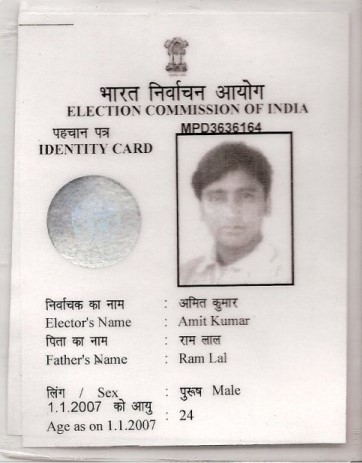 भारत निर्वाचन आयोग
ELECTION COMMISSION OF INDIA
पहचान पत्र MPD3636164
IDENTITY CARD
निर्वाचक का नाम : अमित कुमार
Elector's Name : Amit Kumar
पिता का नाम : राम लाल
Father's Name : Ram Lal
लिंग / Sex : पुरूष Male
1.1.2007 को आयु : 24
Age as on 1.1.2007